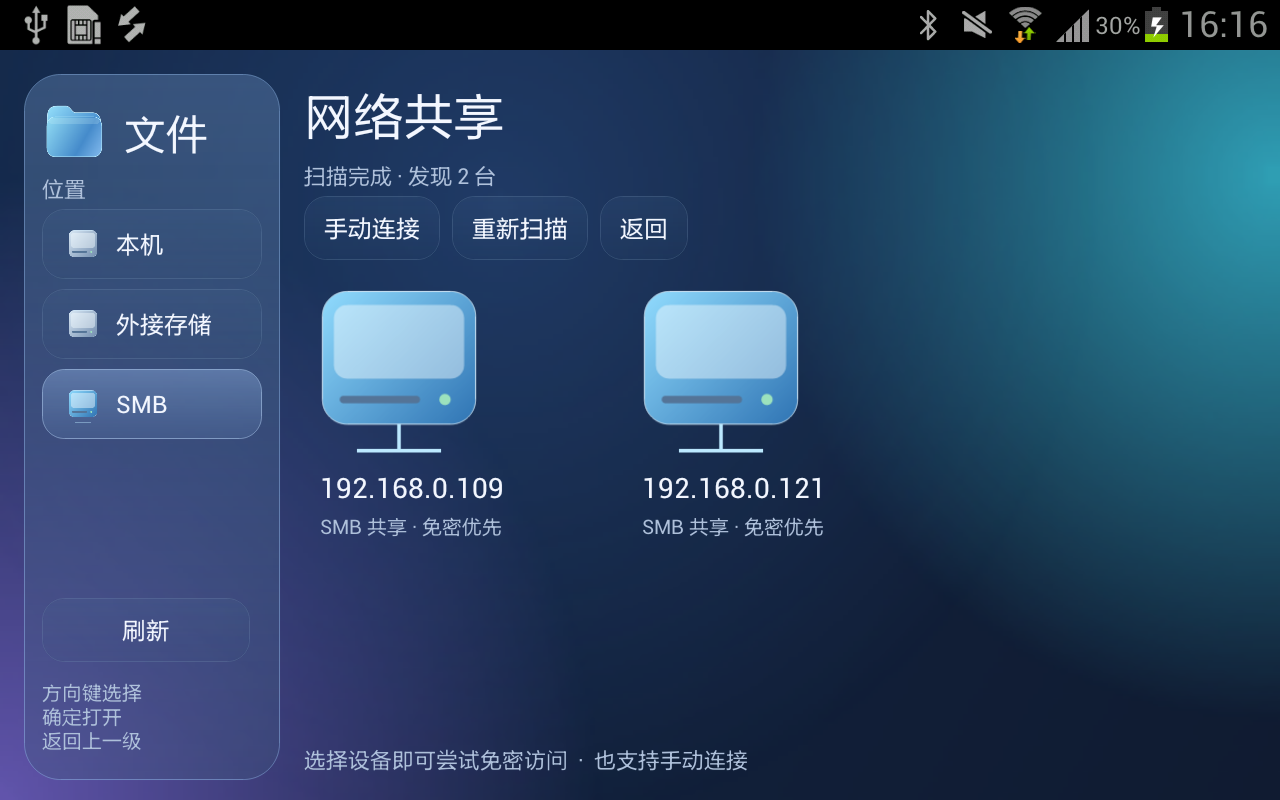 30% 16:16
文件
位置
本机
外接存储
SMB
刷新
方向键选择
确定打开
返回上一级
网络共享
扫描完成 · 发现 2 台
手动连接 重新扫描 返回
192.168.0.109
SMB 共享 · 免密优先
192.168.0.121
SMB 共享 · 免密优先
选择设备即可尝试免密访问 · 也支持手动连接